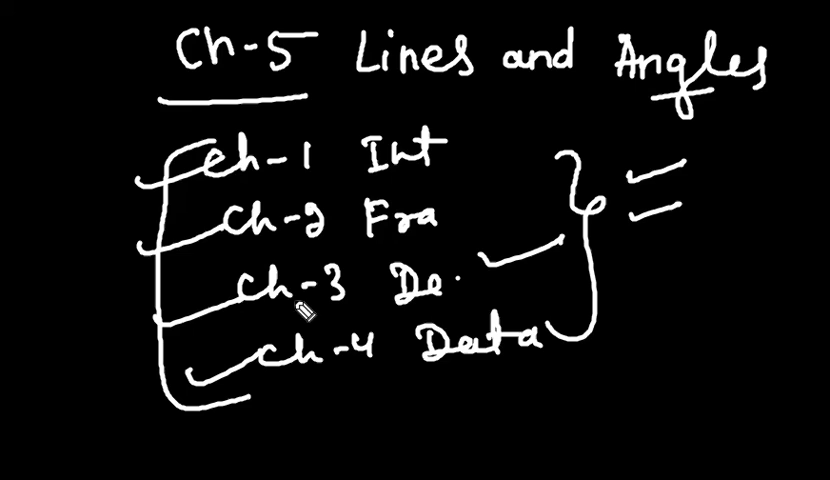 Ch-5 Lines and Angles
Ch-1 Int
Ch-2 Fra
Ch-3 De.
Ch-4 Data